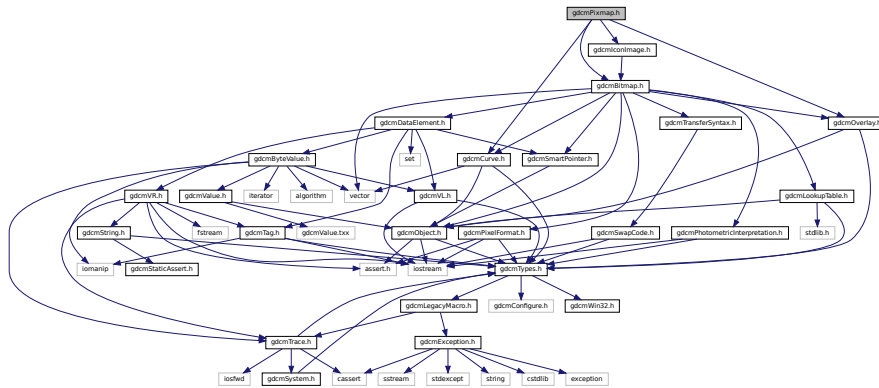 gdcmPixmap.h
gdcmIconImage.h
gdcmBitmap.h
gdcmDataElement.h
gdcmTransferSyntax.h
gdcmOverlay.h
gdcmByteValue.h
set
gdcmCurve.h
gdcmSmartPointer.h
gdcmVR.h
gdcmValue.h
iterator
algorithm
vector
gdcmVL.h
gdcmLookupTable.h
gdcmString.h
fstream
gdcmTag.h
gdcmValue.txx
gdcmObject.h
gdcmPixelFormat.h
gdcmSwapCode.h
gdcmPhotometricInterpretation.h
stdlib.h
iomanip
gdcmStaticAssert.h
assert.h
iostream
gdcmTypes.h
gdcmLegacyMacro.h
gdcmConfigure.h
gdcmWin32.h
gdcmTrace.h
gdcmException.h
iosfwd
gdcmSystem.h
cassert
sstream
stdexcept
string
cstdlib
exception